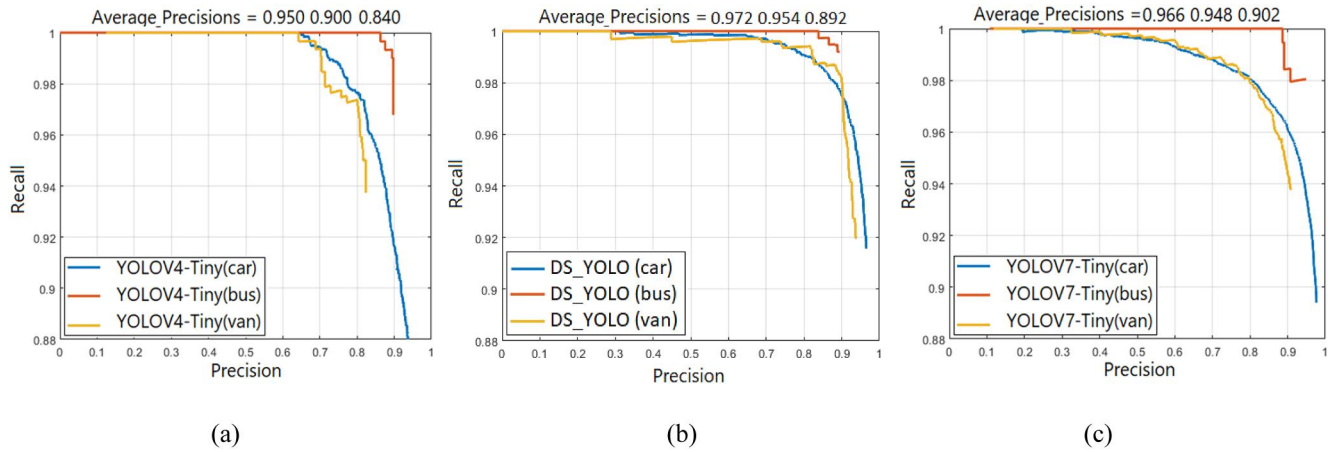 Average_Precisions = 0.950 0.900 0.840
1
0.98
0.96
0.94
0.92
0.9
0.88
Recall
YOLOV4-Tiny(car)
YOLOV4-Tiny(bus)
YOLOV4-Tiny(van)
0 0.1 0.2 0.3 0.4 0.5 0.6 0.7 0.8 0.9 1
Precision
(a)
Average_Precisions = 0.972 0.954 0.892
1
0.98
0.96
0.94
0.92
0.9
0.88
Recall
DS_YOLO (car)
DS_YOLO (bus)
DS_YOLO (van)
0 0.1 0.2 0.3 0.4 0.5 0.6 0.7 0.8 0.9 1
Precision
(b)
Average_Precisions = 0.966 0.948 0.902
1
0.98
0.96
0.94
0.92
0.9
0.88
Recall
YOLOV7-Tiny(car)
YOLOV7-Tiny(bus)
YOLOV7-Tiny(van)
0 0.1 0.2 0.3 0.4 0.5 0.6 0.7 0.8 0.9 1
Precision
(c)